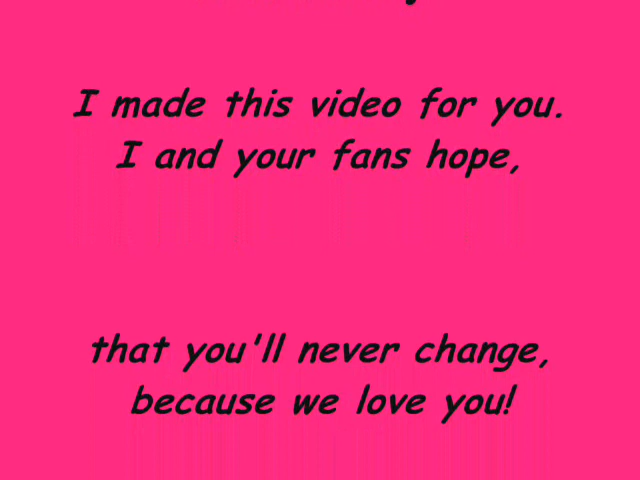 I made this video for you.
I and your fans hope,
that you'll never change,
because we love you!